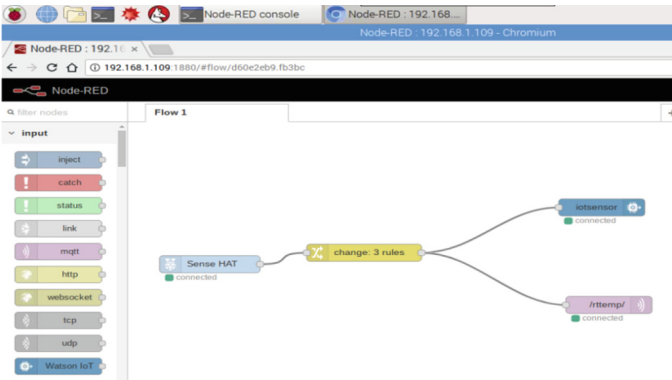 Node-RED console
Node-RED : 192.168....
Node-RED : 192.168.1.109 - Chromium
Node-RED : 192.16
192.168.1.109:1880/#flow/d60e2eb9.fb3bc
Node-RED
filter nodes
Flow 1
input
inject
catch
status
link
mqtt
http
websocket
tcp
udp
Watson IoT
Sense HAT
connected
change: 3 rules
iotsensor
connected
/rttemp/
connected